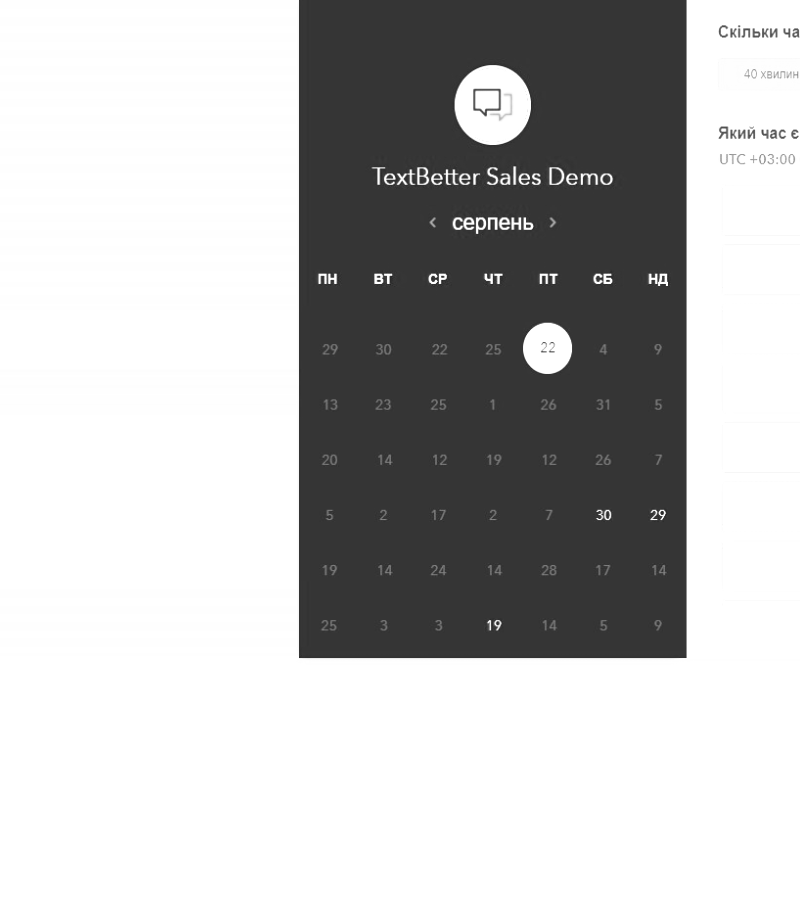 Скільки ча
40 хвилин
Який час є
UTC +03:00
TextBetter Sales Demo
серпень
ПН ВТ СР ЧТ ПТ СБ НД
29 30 22 25 22 4 9
13 23 25 1 26 31 5
20 14 12 19 12 26 7
5 2 17 2 7 30 29
19 14 24 14 28 17 14
25 3 3 19 14 5 9